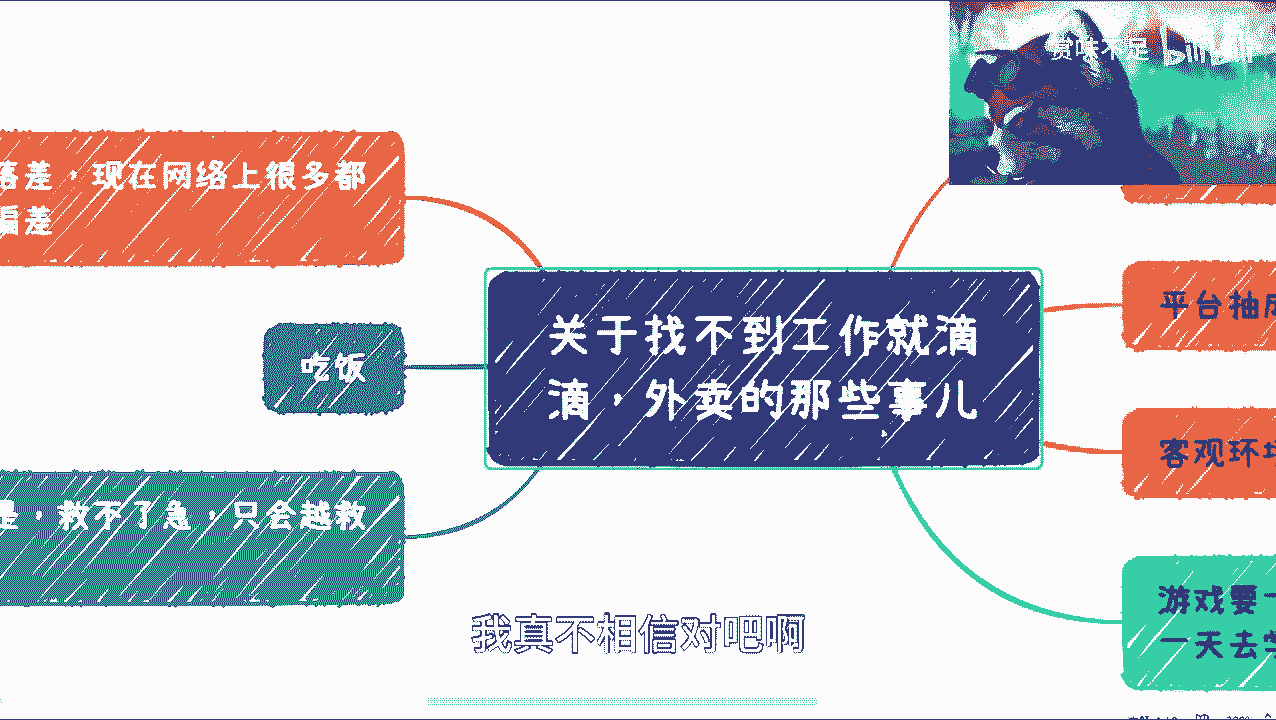 赏味不足 bilibili
落差，现在网络上很多都
偏差
吃饭
是，救不了急，只会越救
关于找不到工作就滴
滴，外卖的那些事儿
平台抽成
客观环境
游戏要一
一天去学
我真不相信对吧啊